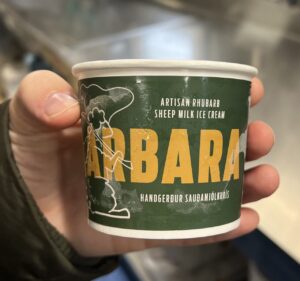 ARTISAN RHUBARB
SHEEP MILK ICE CREAM
ARBARA
HANDGERÐUR SAUÐAMJÓLKURÍS